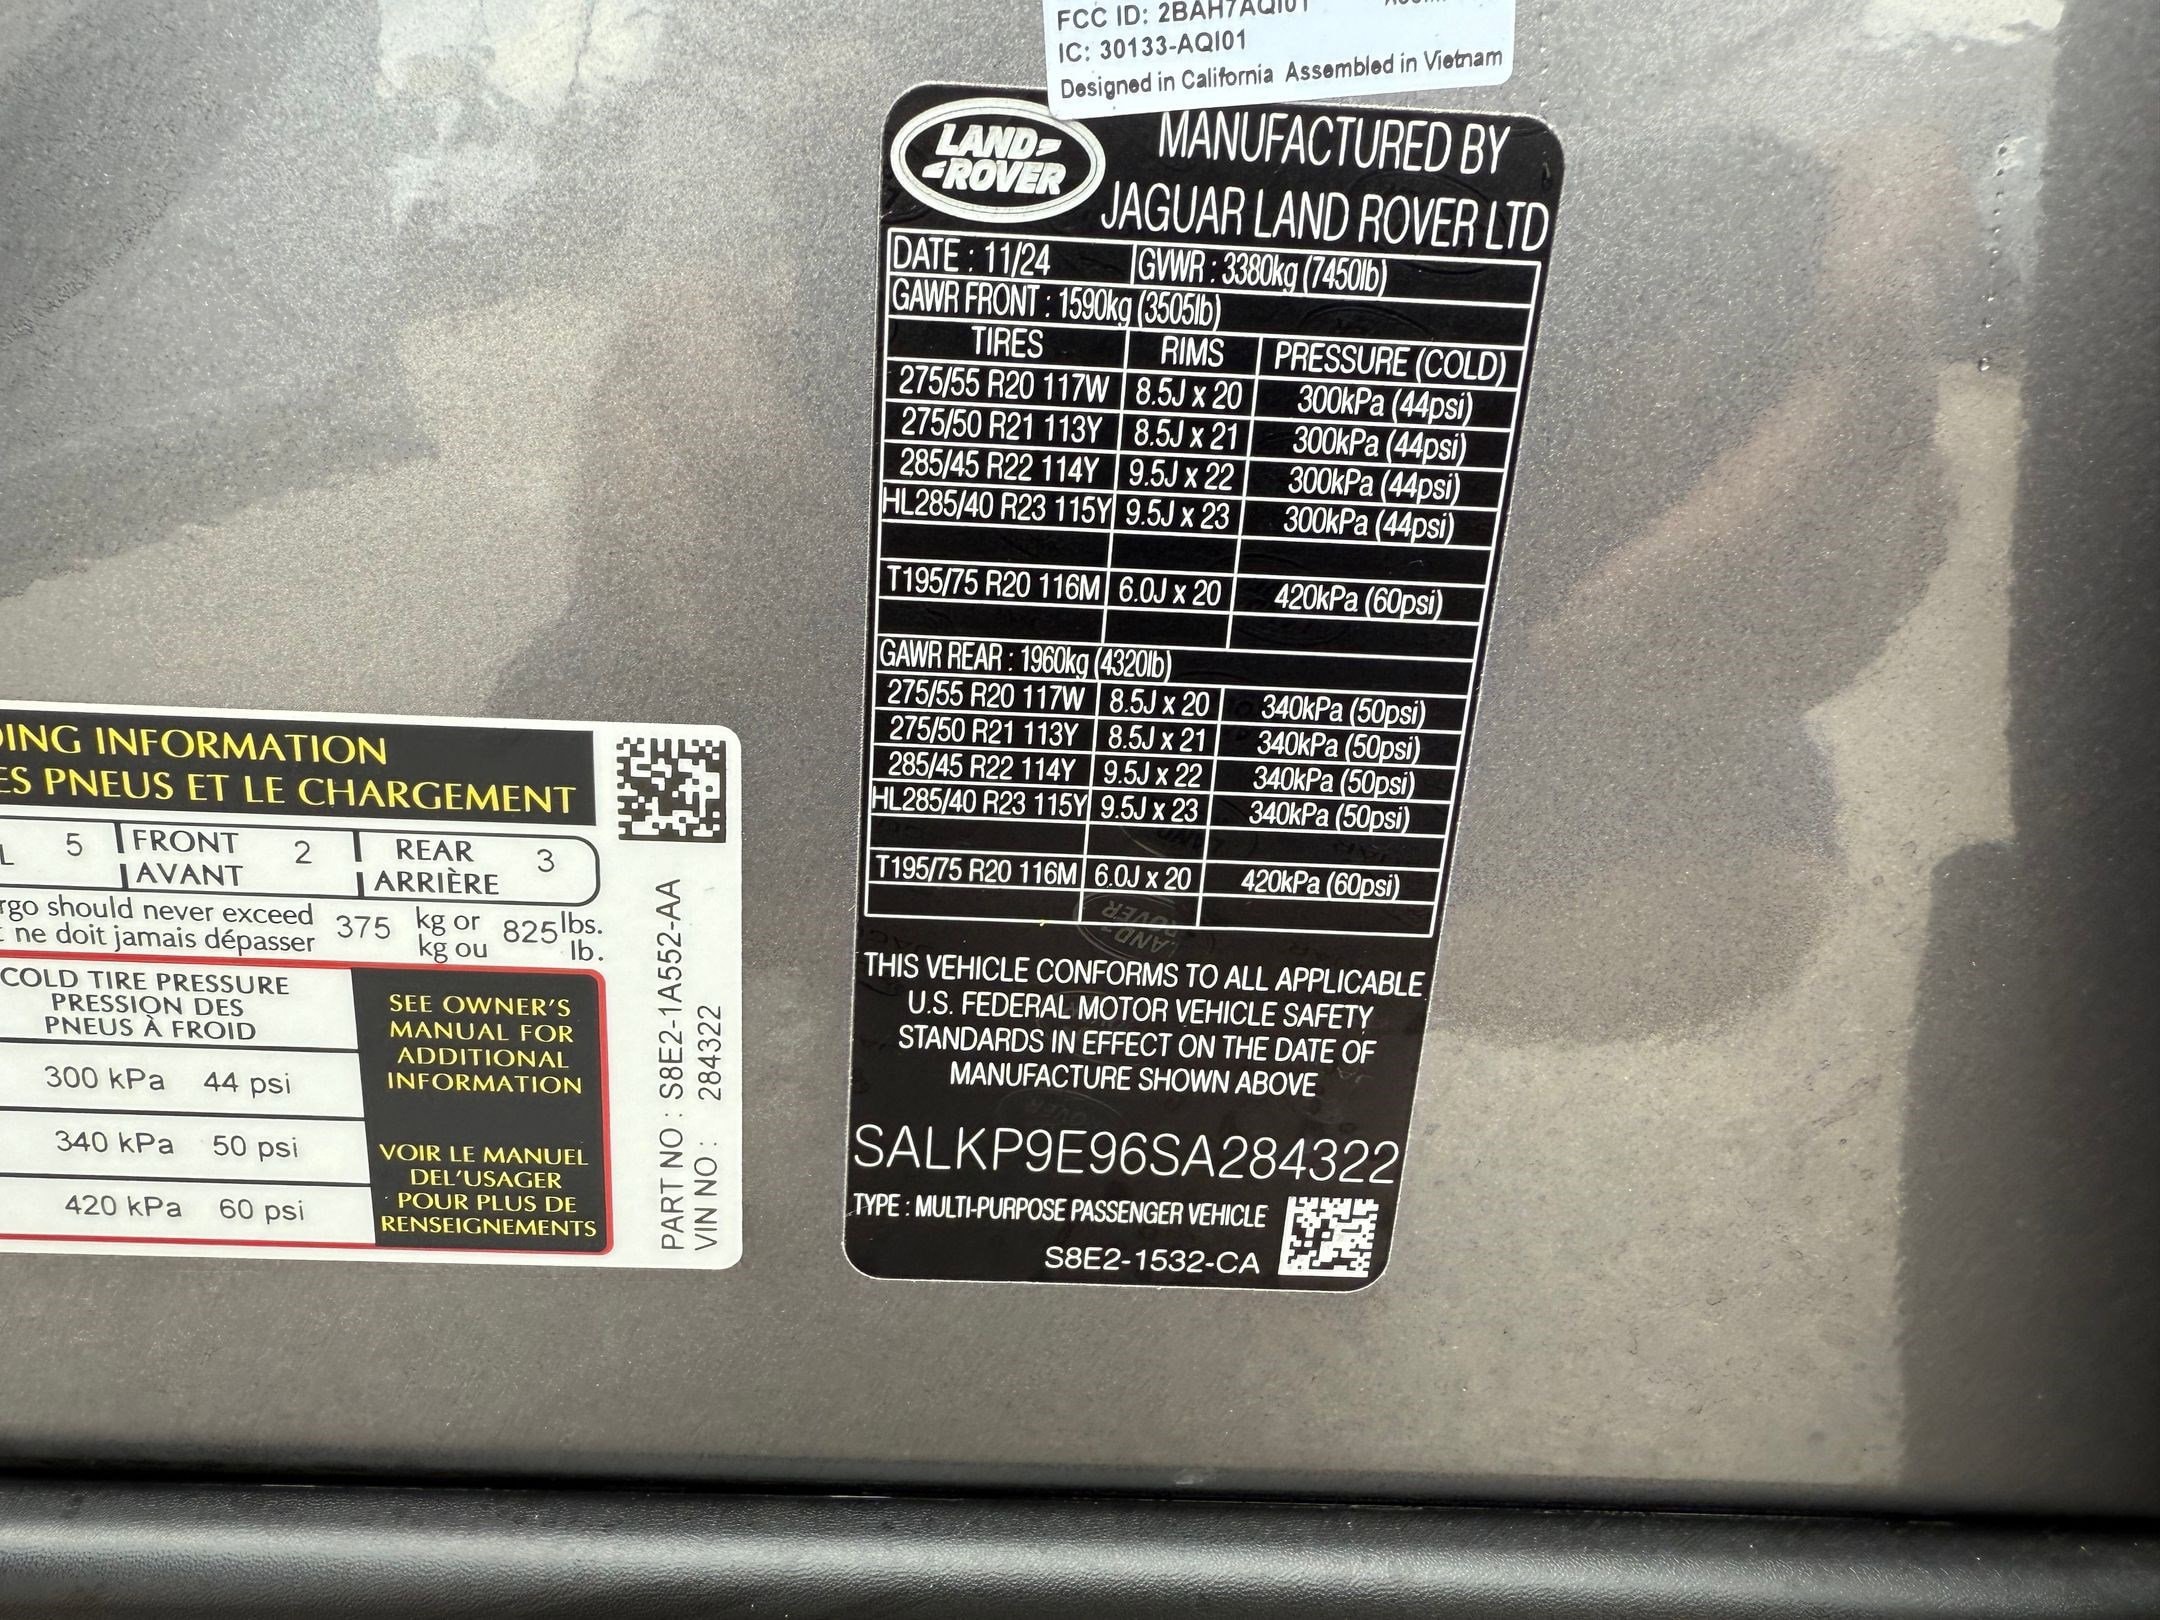 FCC ID: 2BAH7AQI01
IC: 30133-AQI01
Designed in California Assembled in Vietnam
LAND-
-ROVER
MANUFACTURED BY
JAGUAR LAND ROVER LTD
DATE : 11/24 GVWR : 3380kg (7450lb)
GAWR FRONT : 1590kg (3505lb)
TIRES RIMS PRESSURE (COLD)
275/55 R20 117W 8.5J x 20 300kPa (44psi)
275/50 R21 113Y 8.5J x 21 300kPa (44psi)
285/45 R22 114Y 9.5J x 22 300kPa (44psi)
HL285/40 R23 115Y 9.5J x 23 300kPa (44psi)
T195/75 R20 116M 6.0J x 20 420kPa (60psi)
GAWR REAR : 1960kg (4320lb)
275/55 R20 117W 8.5J x 20 340kPa (50psi)
275/50 R21 113Y 8.5J x 21 340kPa (50psi)
285/45 R22 114Y 9.5J x 22 340kPa (50psi)
HL285/40 R23 115Y 9.5J x 23 340kPa (50psi)
T195/75 R20 116M 6.0J x 20 420kPa (60psi)
THIS VEHICLE CONFORMS TO ALL APPLICABLE
U.S. FEDERAL MOTOR VEHICLE SAFETY
STANDARDS IN EFFECT ON THE DATE OF
MANUFACTURE SHOWN ABOVE
SALKP9E96SA284322
TYPE : MULTI-PURPOSE PASSENGER VEHICLE
S8E2-1532-CA
ING INFORMATION
ES PNEUS ET LE CHARGEMENT
L 5 FRONT 2 REAR 3
AVANT ARRIÈRE
rgo should never exceed 375 kg or 825 lbs.
ne doit jamais dépasser kg ou lb.
COLD TIRE PRESSURE
PRESSION DES
PNEUS À FROID
300 kPa 44 psi
340 kPa 50 psi
420 kPa 60 psi
SEE OWNER'S
MANUAL FOR
ADDITIONAL
INFORMATION
VOIR LE MANUEL
DEL'USAGER
POUR PLUS DE
RENSEIGNEMENTS
PART NO : S8E2-1A552-AA
VIN NO : 284322